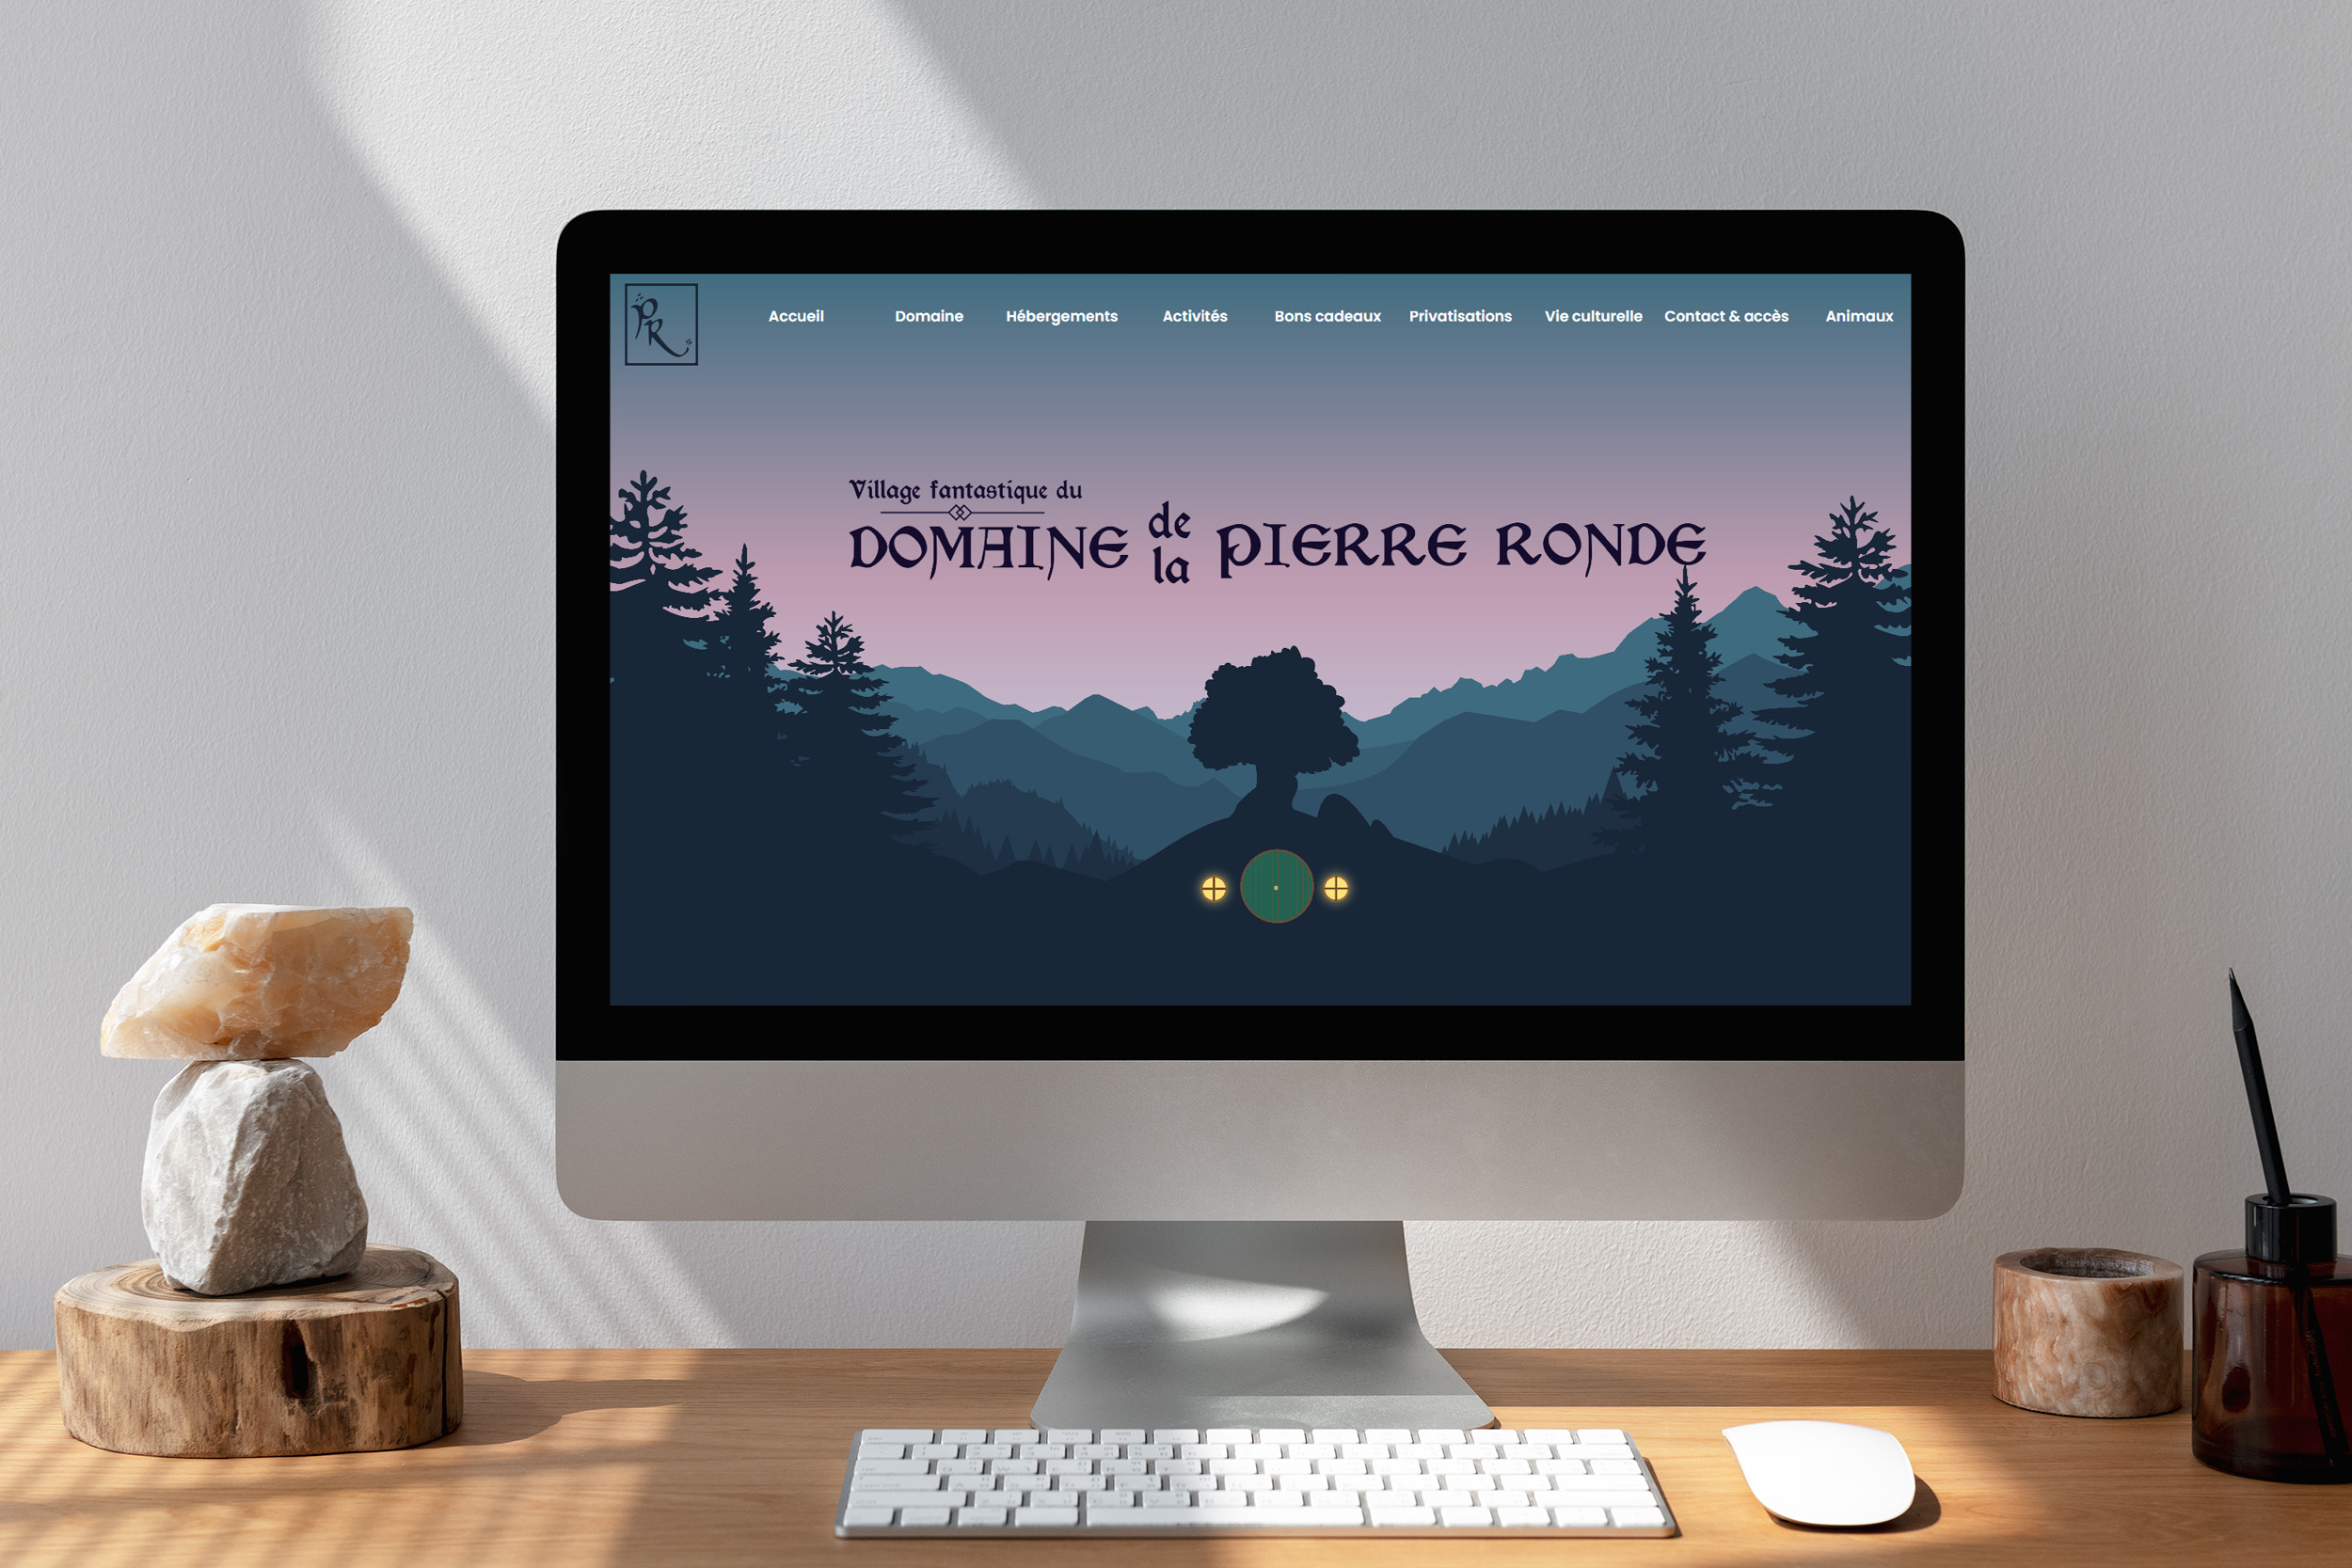 PR
Accueil Domaine Hébergements Activités Bons cadeaux Privatisations Vie culturelle Contact & accès Animaux
Village fantastique du
DOMAINE de la PIERRE RONDE